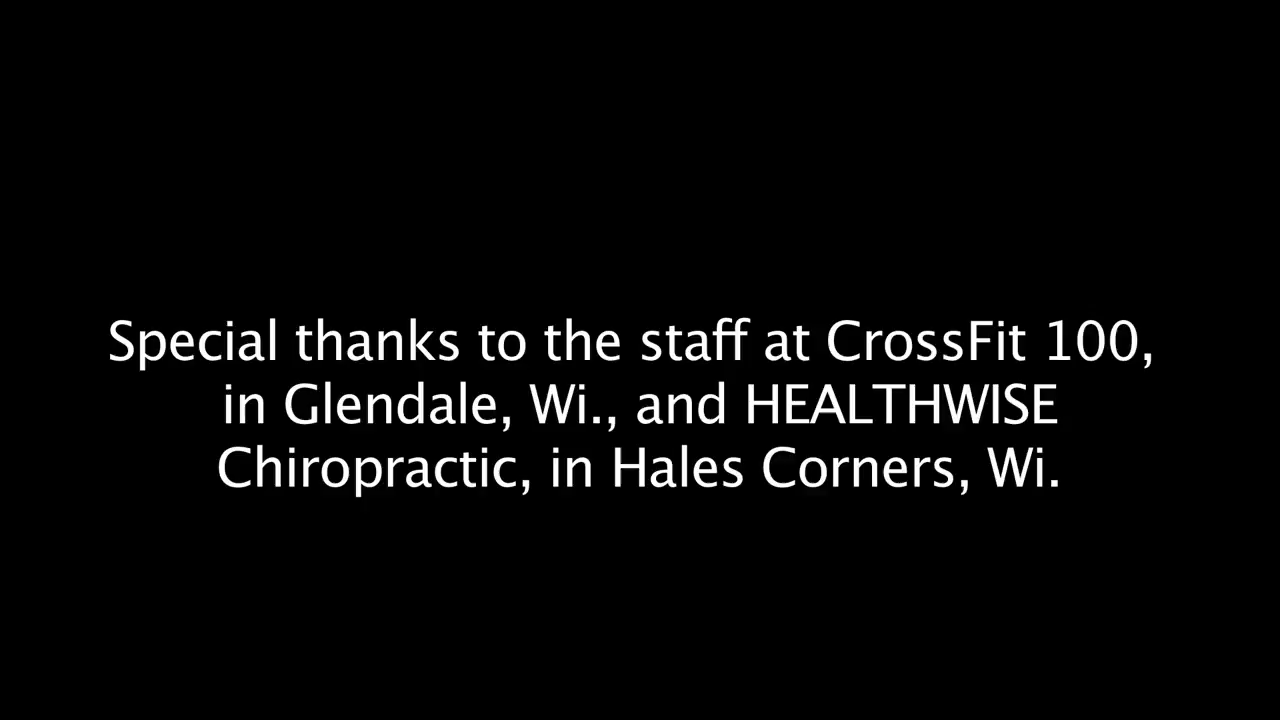 Special thanks to the staff at CrossFit 100,
in Glendale, Wi., and HEALTHWISE
Chiropractic, in Hales Corners, Wi.